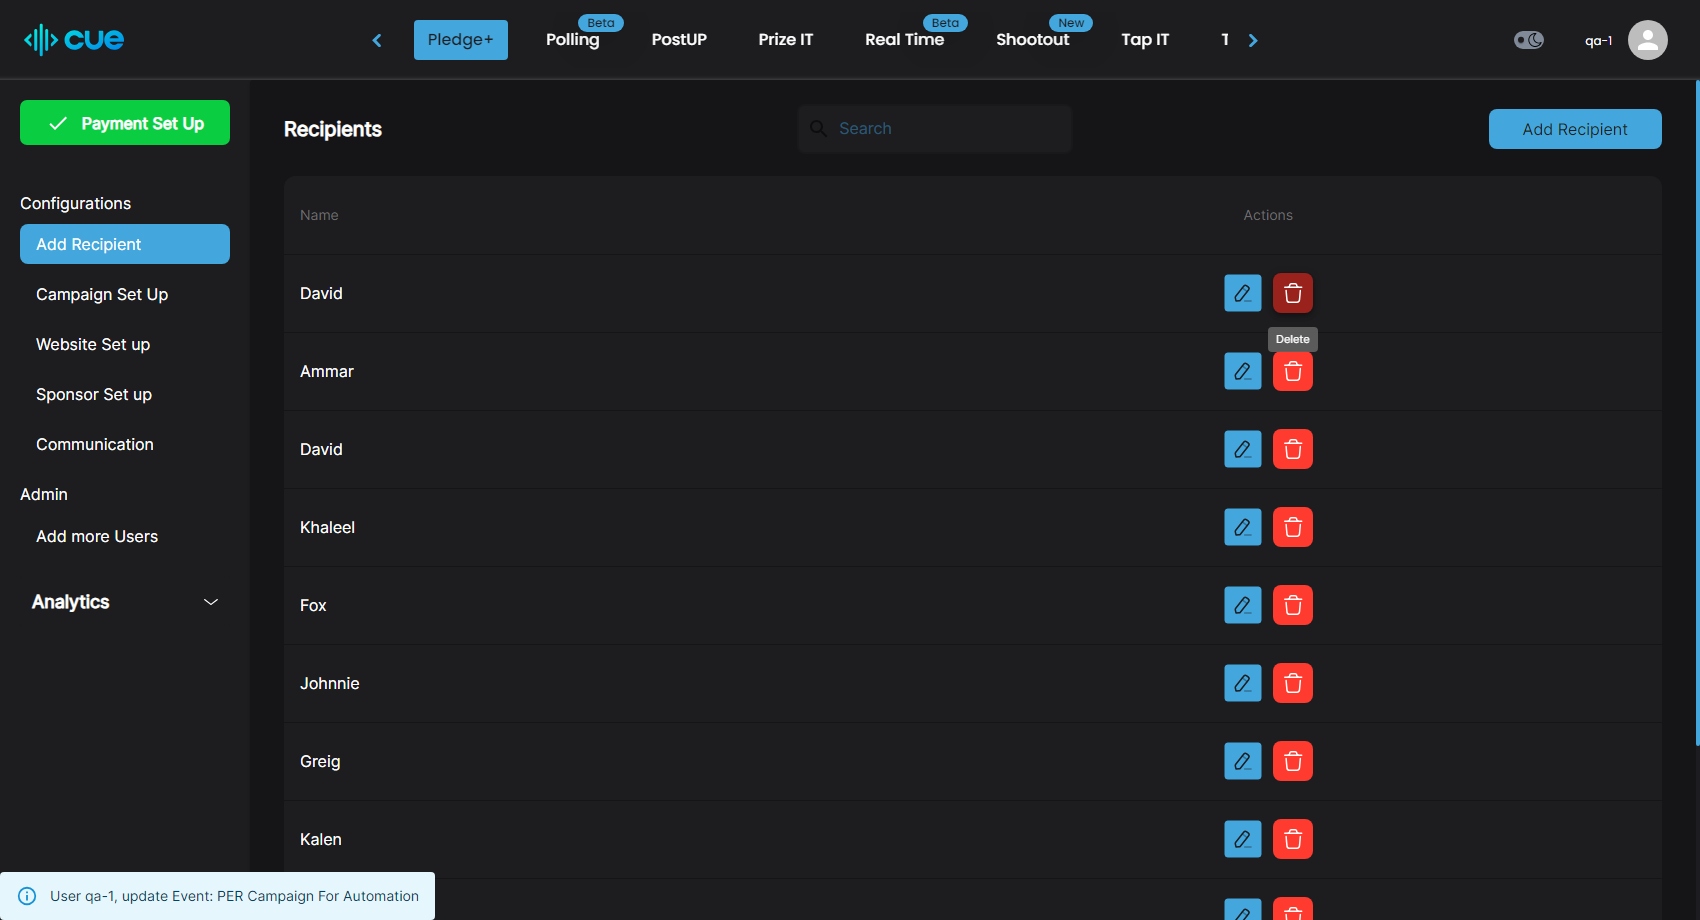 cue
Pledge+
Polling
Beta
PostUP
Prize IT
Real Time
Beta
Shootout
New
Tap IT
T
qa-1
Payment Set Up
Configurations
Add Recipient
Campaign Set Up
Website Set up
Sponsor Set up
Communication
Admin
Add more Users
Analytics
Recipients
Search
Add Recipient
Name
Actions
David
Delete
Ammar
David
Khaleel
Fox
Johnnie
Greig
Kalen
User qa-1, update Event: PER Campaign For Automation